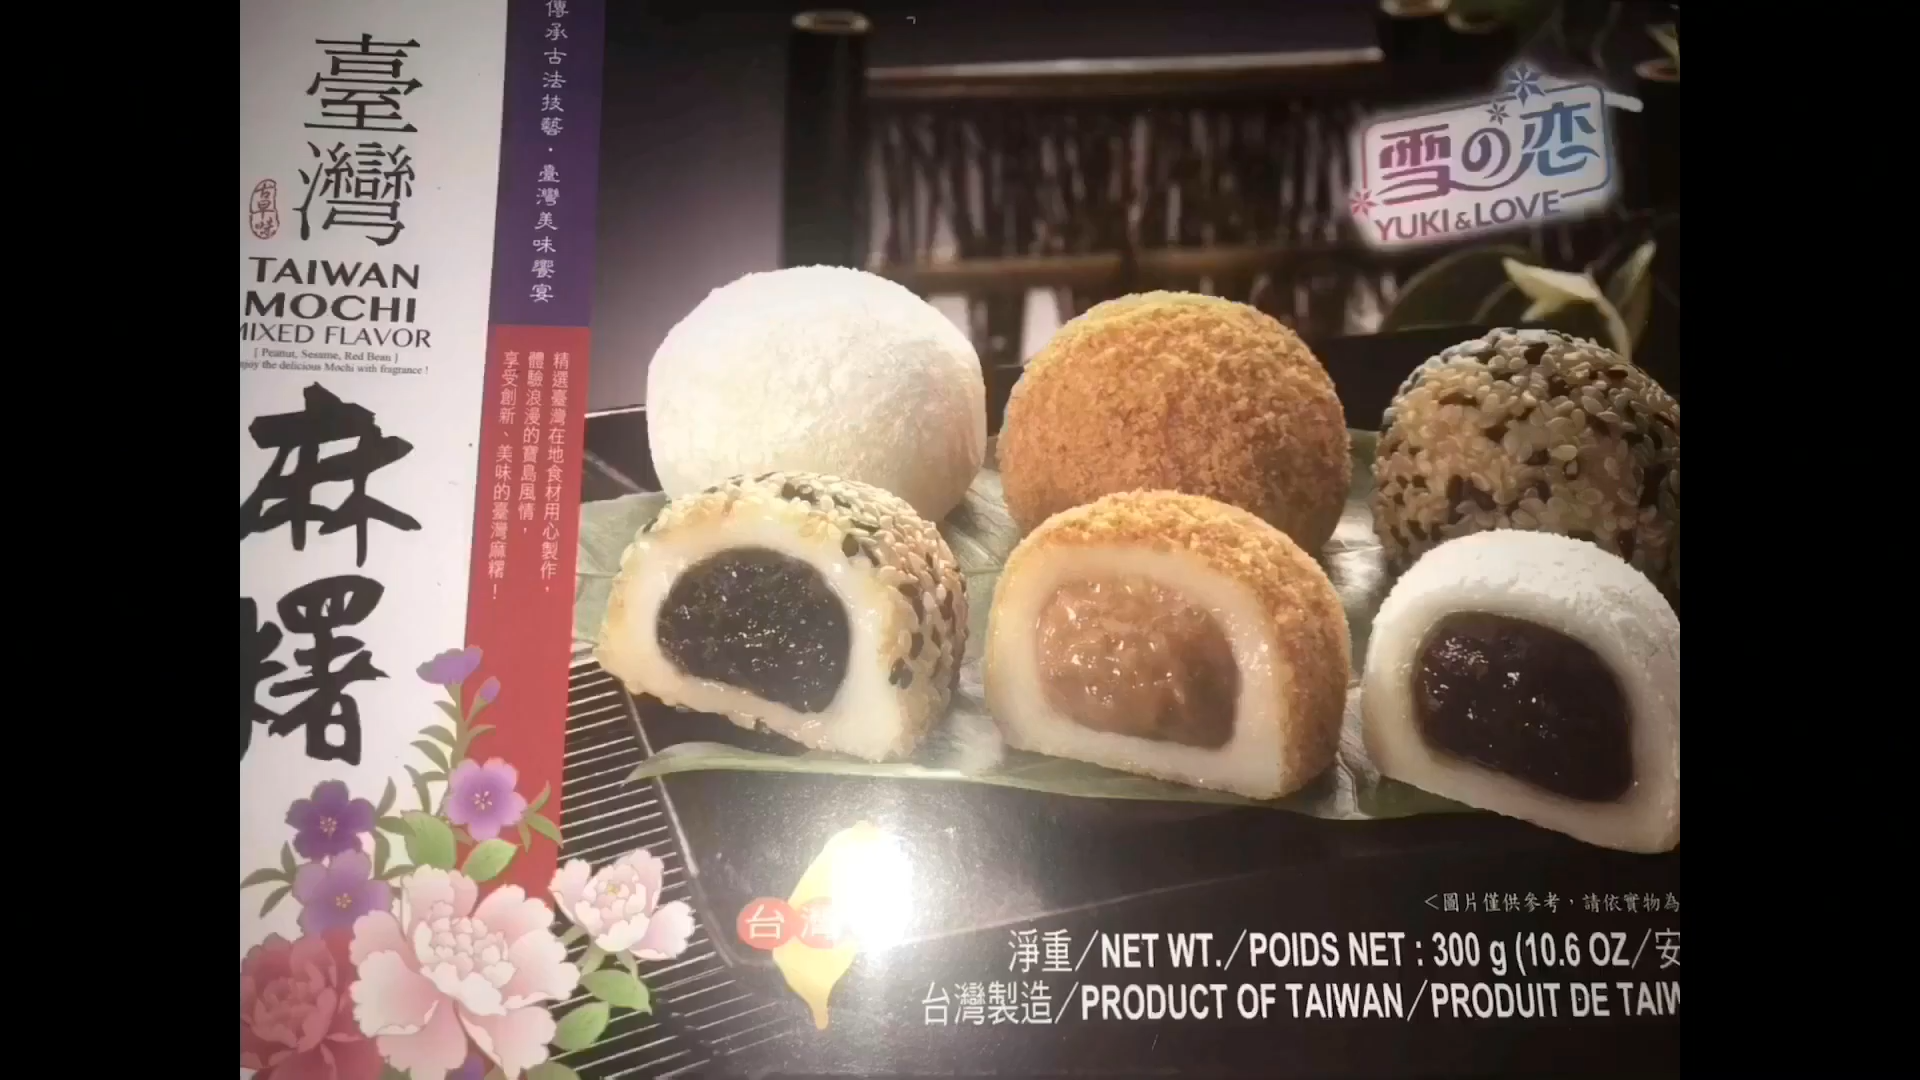 臺灣
古早味
TAIWAN
MOCHI
MIXED FLAVOR
[ Peanut, Sesame, Red Bean ]
the delicious Mochi with fragrance !
麻糬
傳承古法技藝・臺灣美味饗宴
精選臺灣在地食材用心製作，
體驗浪漫的寶島風情，
享受創新、美味的臺灣麻糬！
雪の恋
YUKI&LOVE
台灣
＜圖片僅供參考，請依實物為
淨重/NET WT./POIDS NET : 300 g (10.6 OZ/安
台灣製造/PRODUCT OF TAIWAN/PRODUIT DE TAIW